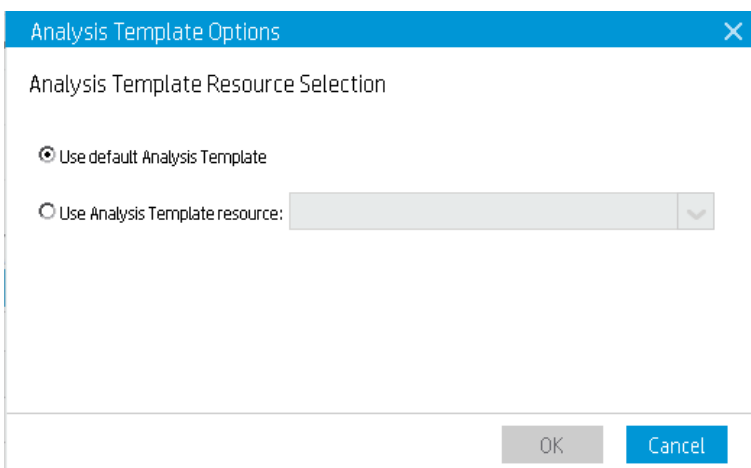 Analysis Template Options
Analysis Template Resource Selection
Use default Analysis Template
Use Analysis Template resource:
OK Cancel